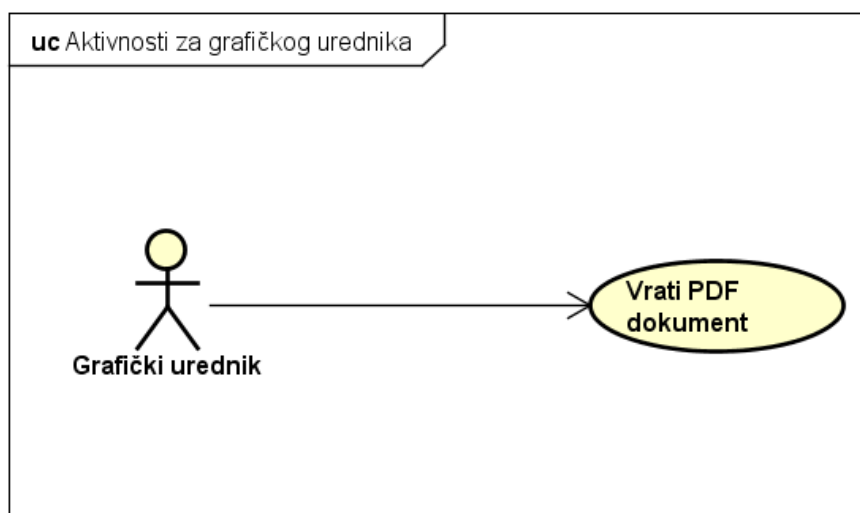 uc Aktivnosti za grafičkog urednika
Vrati PDF
dokument
Grafički urednik